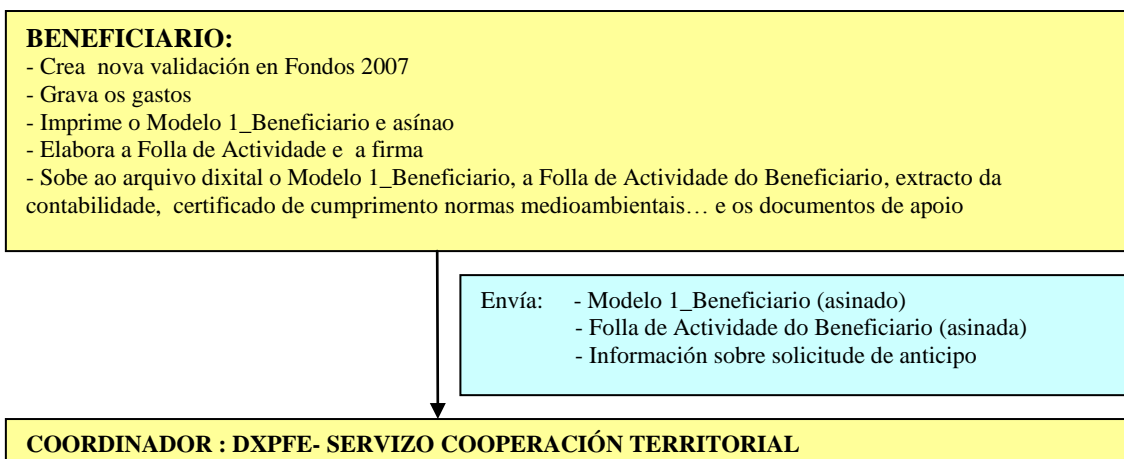 BENEFICIARIO:
- Crea nova validación en Fondos 2007
- Grava os gastos
- Imprime o Modelo 1_Beneficiario e asínao
- Elabora a Folla de Actividade e a firma
- Sobe ao arquivo dixital o Modelo 1_Beneficiario, a Folla de Actividade do Beneficiario, extracto da
contabilidade, certificado de cumprimento normas medioambientais… e os documentos de apoio
Envía: - Modelo 1_Beneficiario (asinado)
- Folla de Actividade do Beneficiario (asinada)
- Información sobre solicitude de anticipo
COORDINADOR : DXPFE- SERVIZO COOPERACIÓN TERRITORIAL